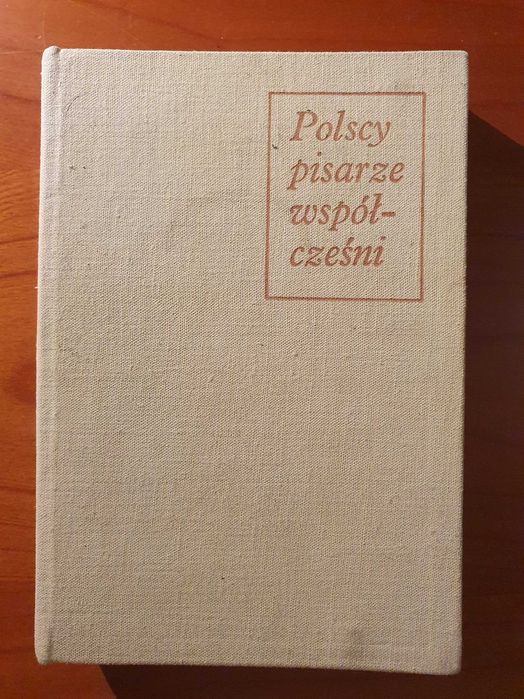 Polscy
pisarze
współ-
cześni